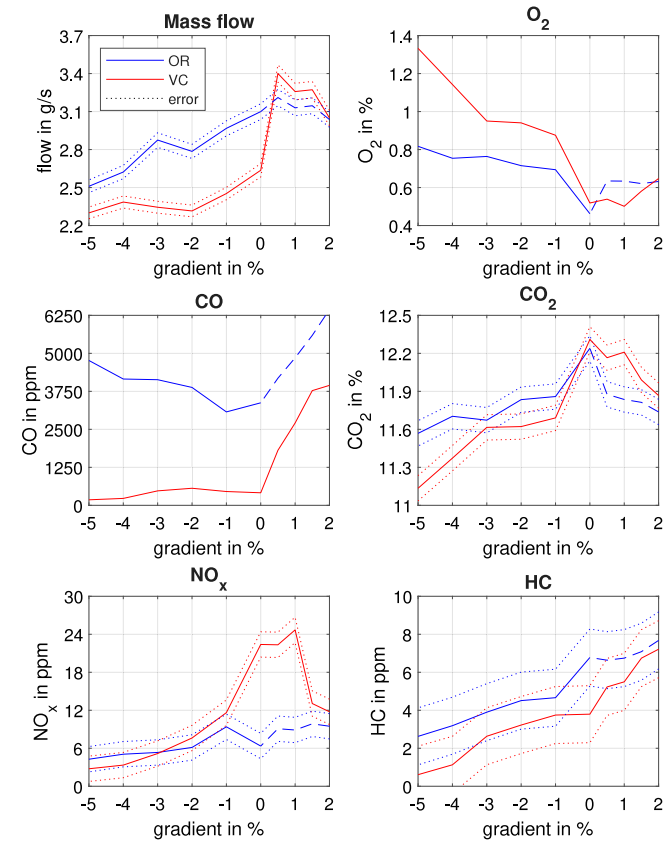 Mass flow
3.7
3.4
3.1
2.8
2.5
2.2
flow in g/s
OR
VC
error
-5 -4 -3 -2 -1 0 1 2
gradient in %
O2
1.4
1.2
1
0.8
0.6
0.4
O2 in %
-5 -4 -3 -2 -1 0 1 2
gradient in %
CO
6250
5000
3750
2500
1250
0
CO in ppm
-5 -4 -3 -2 -1 0 1 2
gradient in %
CO2
12.5
12.2
11.9
11.6
11.3
11
CO2 in %
-5 -4 -3 -2 -1 0 1 2
gradient in %
NOx
30
24
18
12
6
0
NOx in ppm
-5 -4 -3 -2 -1 0 1 2
gradient in %
HC
10
8
6
4
2
0
HC in ppm
-5 -4 -3 -2 -1 0 1 2
gradient in %